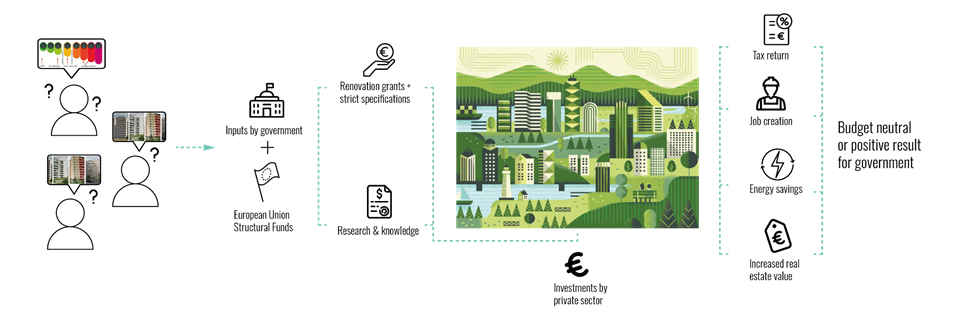 ?
?
?
?
Inputs by government
+
European Union
Structural Funds
€
Renovation grants +
strict specifications
$
Research & knowledge
€
Investments by
private sector
%
€
Tax return
Job creation
Energy savings
€
Increased real
estate value
Budget neutral
or positive result
for government